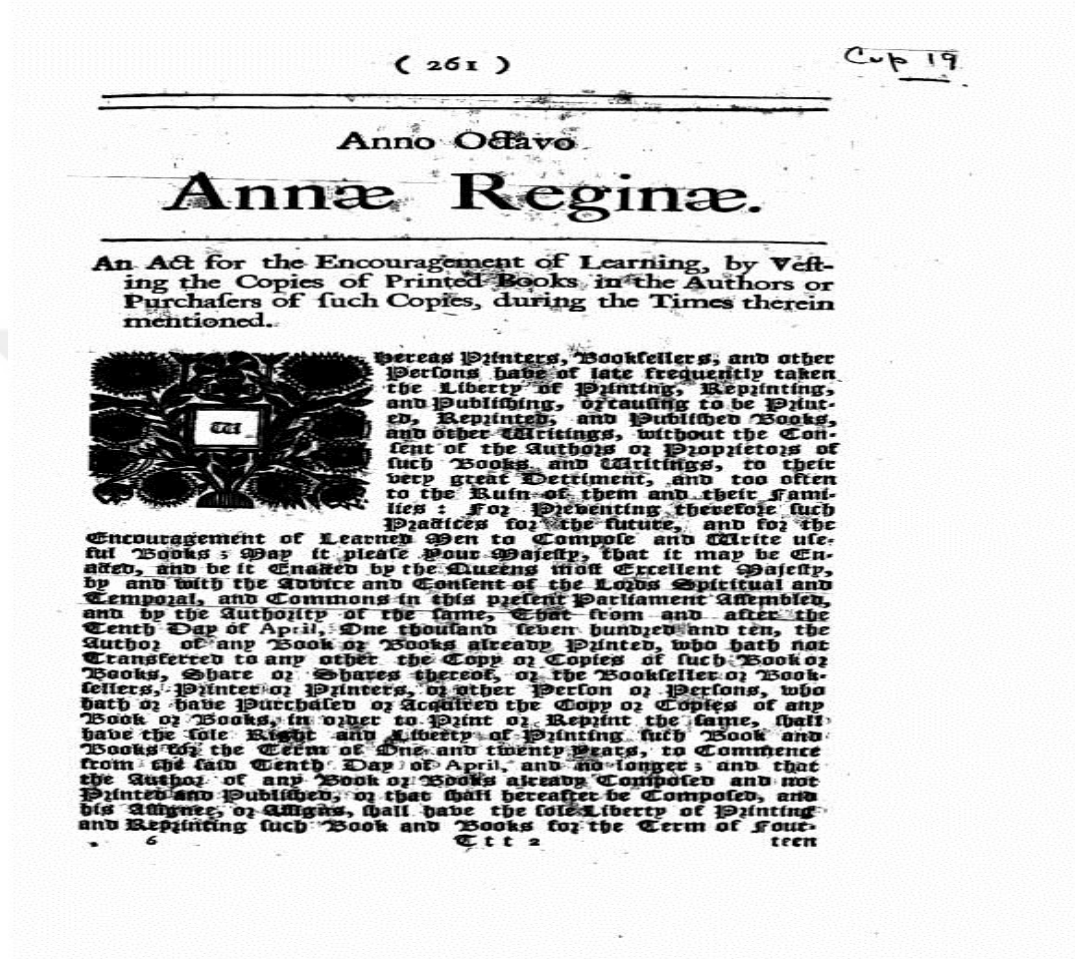 ( 261 )
Cap 19
Anno Octavo
Annæ Reginæ.
An Act for the Encouragement of Learning, by Veſt-
ing the Copies of Printed Books in the Authors or
Purchaſers of ſuch Copies, during the Times therein
mentioned.
W
hereas Printers, Bookſellers, and other
Perſons have of late frequently taken
the Liberty of Printing, Reprinting,
and Publiſhing, or cauſing to be Print-
ed, Reprinted, and Publiſhed Books,
and other Writings, without the Con-
ſent of the Authors or Proprietors of
ſuch Books and Writings, to their
very great Detriment, and too often
to the Ruin of them and their Fami-
lies : For Preventing therefore ſuch
Practices for the future, and for the
Encouragement of Learned Men to Compoſe and Write uſe-
ful Books ; May it pleaſe Your Majeſty, that it may be En-
acted, and be it Enacted by the Queens moſt Excellent Majeſty,
by and with the Advice and Conſent of the Lords Spiritual and
Temporal, and Commons in this preſent Parliament Aſſembled,
and by the Authority of the ſame, That from and after the
Tenth Day of April, One thouſand ſeven hundred and ten, the
Author of any Book or Books already Printed, who hath not
Transferred to any other the Copy or Copies of ſuch Book or
Books, Share or Shares thereof, or the Bookſeller or Book-
ſellers, Printer or Printers, or other Perſon or Perſons, who
hath or have Purchaſed or Acquired the Copy or Copies of any
Book or Books, in order to Print or Reprint the ſame, ſhall
have the ſole Right and Liberty of Printing ſuch Book and
Books for the Term of One and twenty Years, to Commence
from the ſaid Tenth Day of April, and no longer ; and that
the Author of any Book or Books already Compoſed and not
Printed and Publiſhed, or that ſhall hereafter be Compoſed, and
his Aſſignee, or Aſſigns, ſhall have the ſole Liberty of Printing
and Reprinting ſuch Book and Books for the Term of Four-
6 Ttt 2 teen